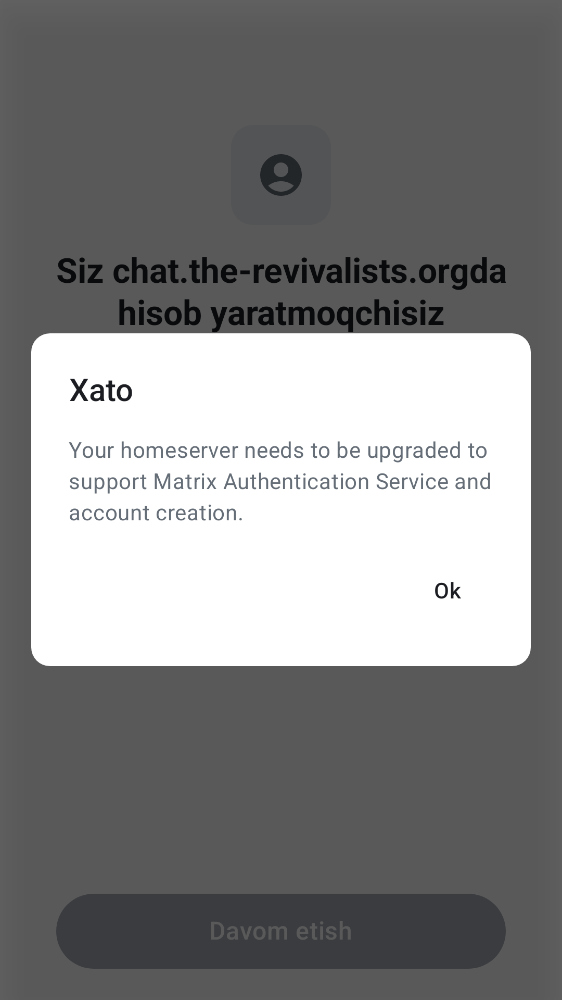 Siz chat.the-revivalists.orgda
hisob yaratmoqchisiz
Xato
Your homeserver needs to be upgraded to
support Matrix Authentication Service and
account creation.
Ok
Davom etish